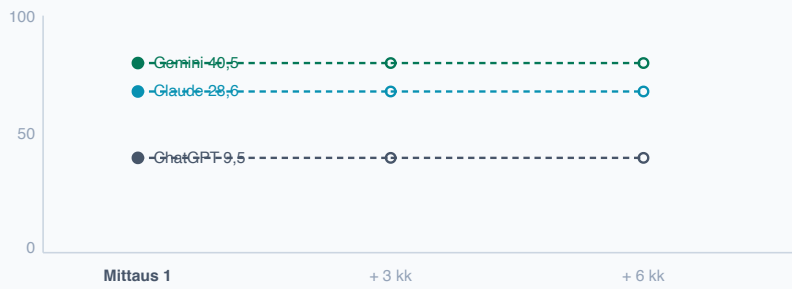 100
Gemini 40,5
Claude 28,6
50
ChatGPT 9,5
0
Mittaus 1
+ 3 kk
+ 6 kk